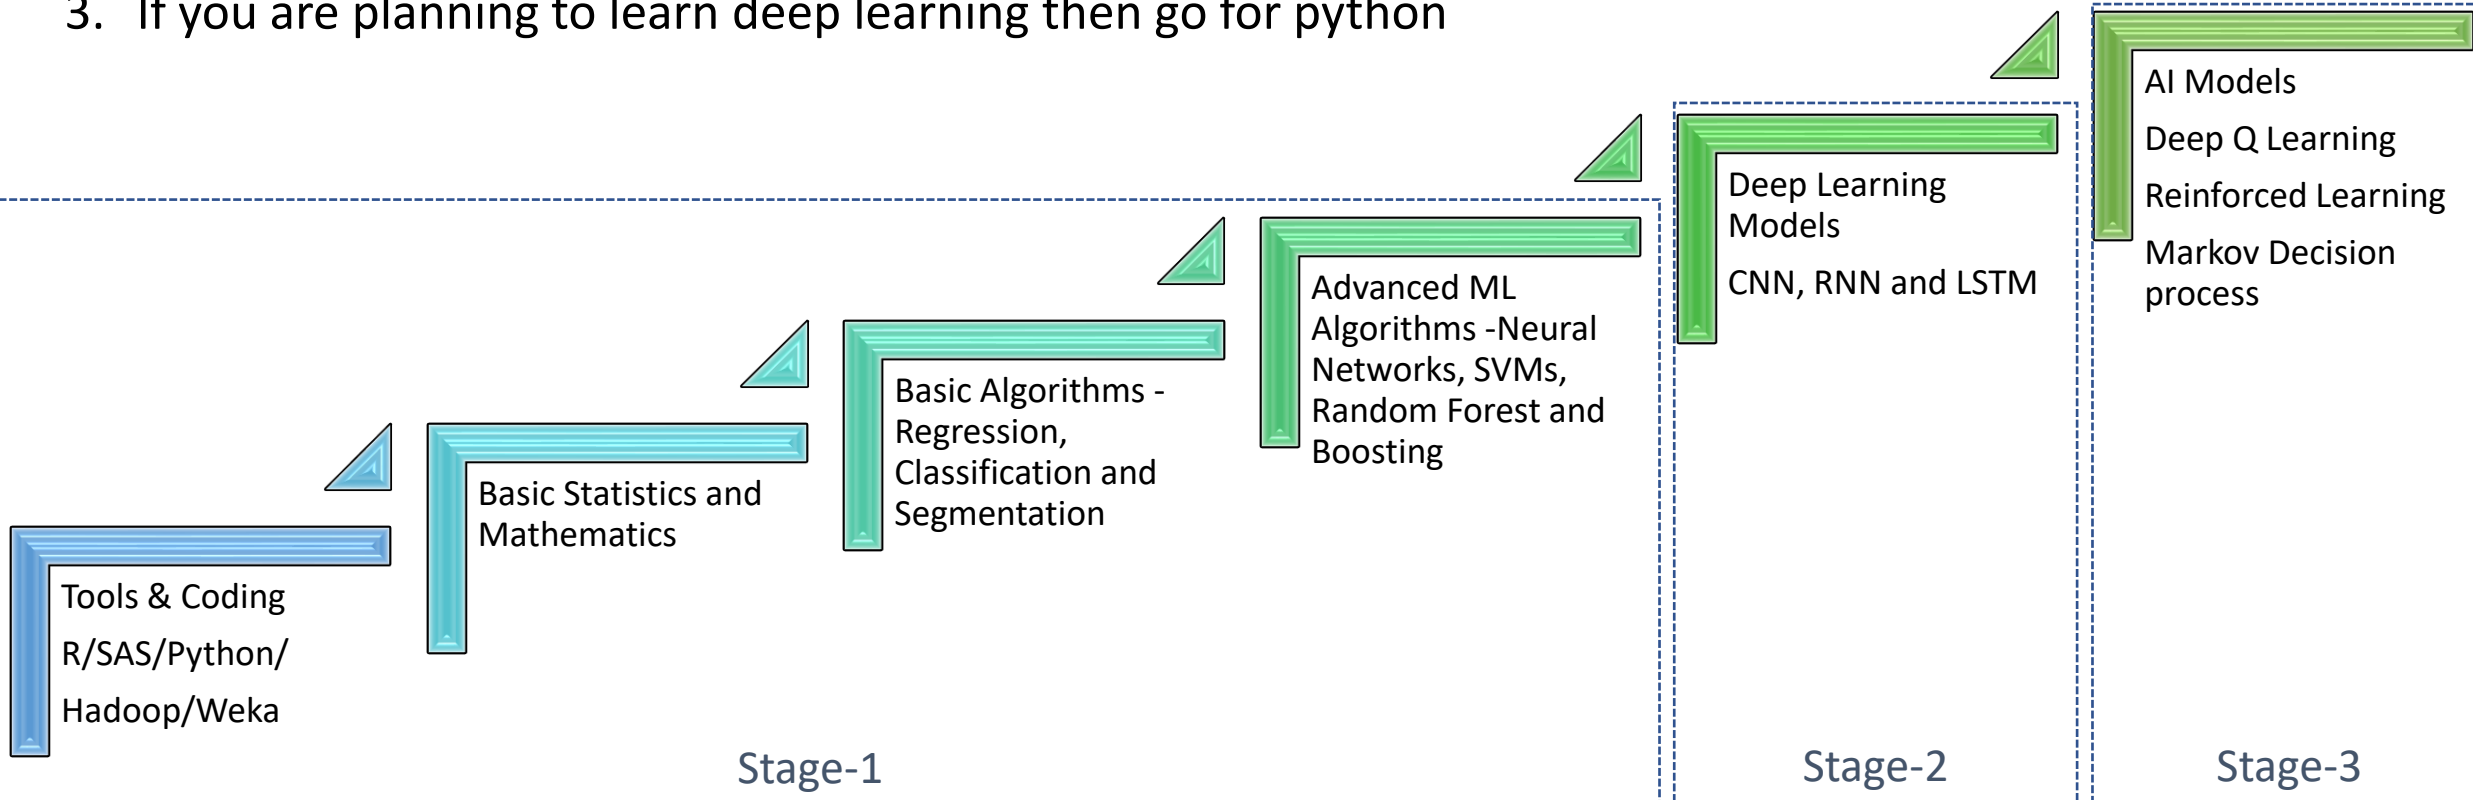 3. If you are planning to learn deep learning then go for python
Tools & Coding
R/SAS/Python/
Hadoop/Weka
Basic Statistics and
Mathematics
Basic Algorithms -
Regression,
Classification and
Segmentation
Advanced ML
Algorithms -Neural
Networks, SVMs,
Random Forest and
Boosting
Deep Learning
Models
CNN, RNN and LSTM
AI Models
Deep Q Learning
Reinforced Learning
Markov Decision
process
Stage-1
Stage-2
Stage-3